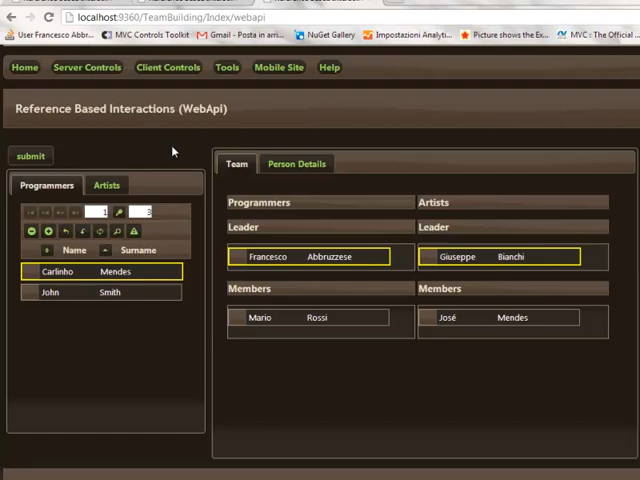 localhost:9360/TeamBuilding/Index/webapi
User Francesco Abbr... MVC Controls Toolkit Gmail - Posta in arri... NuGet Gallery Impostazioni Analyti... Picture shows the Ex... MVC : The Official ...
Home Server Controls Client Controls Tools Mobile Site Help
Reference Based Interactions (WebApi)
submit
Programmers Artists
1 3
Name Surname
Carlinho Mendes
John Smith
Team Person Details
Programmers Artists
Leader Leader
Francesco Abbruzzese Giuseppe Bianchi
Members Members
Mario Rossi José Mendes